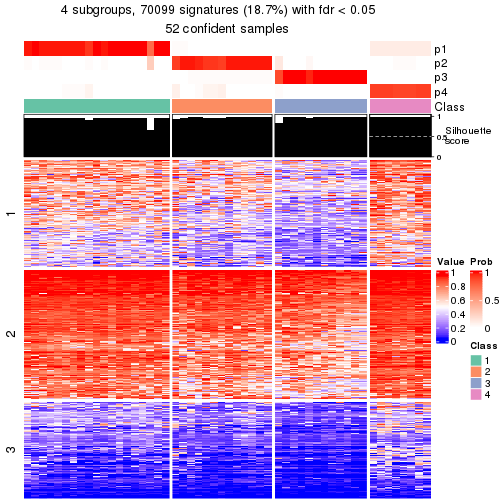 4 subgroups, 70099 signatures (18.7%) with fdr < 0.05
52 confident samples
p1
p2
p3
p4
Class
1
0.5
0
Silhouette
score
1
2
3
Value
1
0.8
0.6
0.4
0.2
0
Prob
1
0.5
0
Class
1
2
3
4